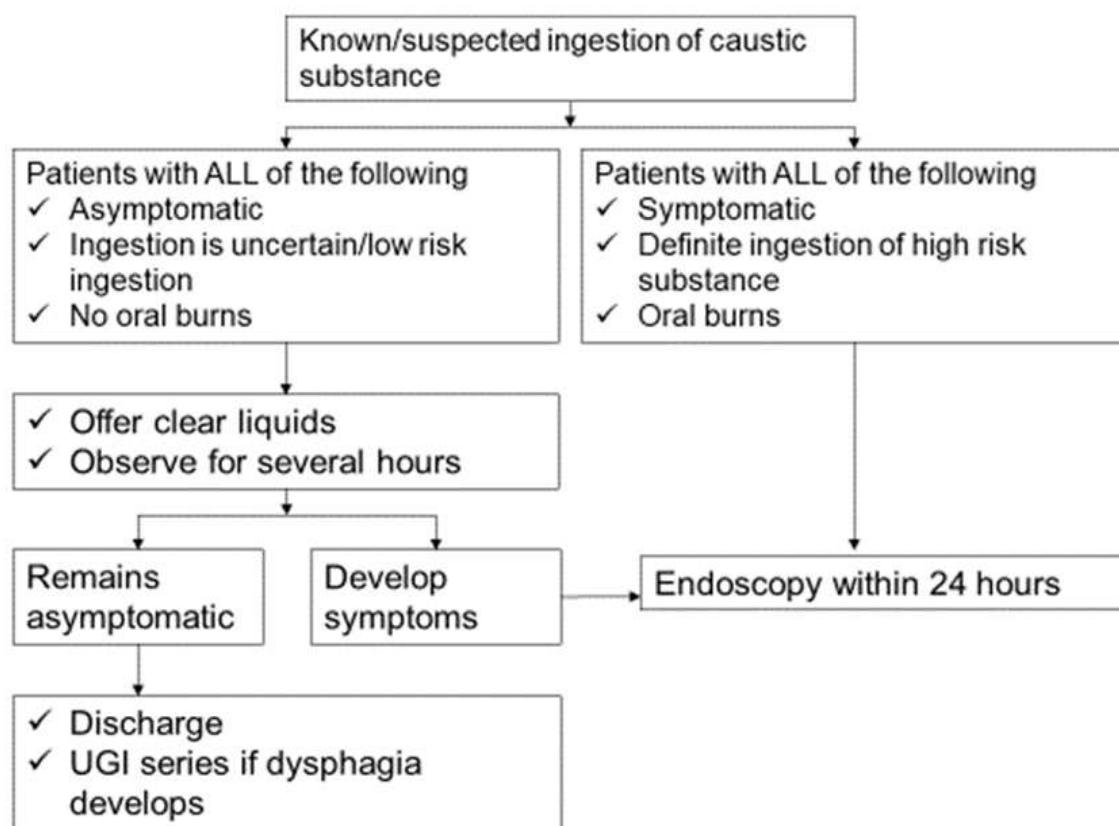 Known/suspected ingestion of caustic
substance
Patients with ALL of the following
✓ Asymptomatic
✓ Ingestion is uncertain/low risk
ingestion
✓ No oral burns
Patients with ALL of the following
✓ Symptomatic
✓ Definite ingestion of high risk
substance
✓ Oral burns
✓ Offer clear liquids
✓ Observe for several hours
Remains
asymptomatic
Develop
symptoms
Endoscopy within 24 hours
✓ Discharge
✓ UGI series if dysphagia
develops